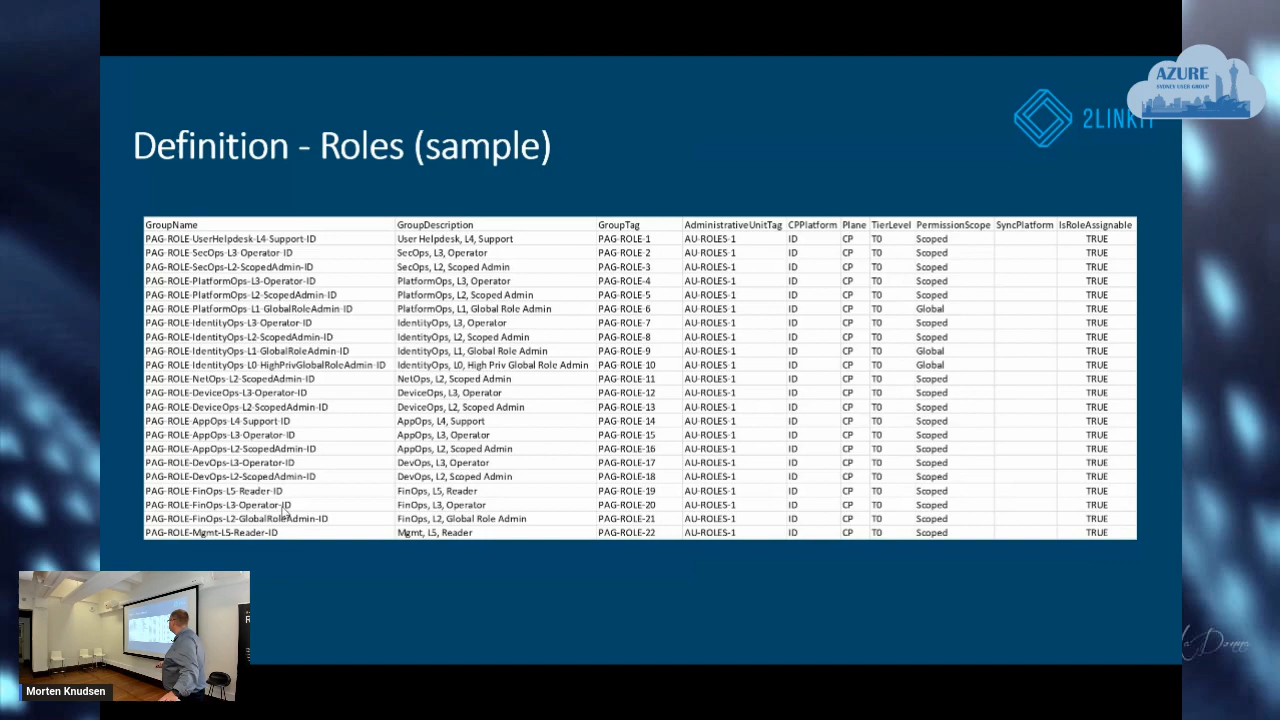 AZURE
SYDNEY USER GROUP
2LINKIT
Definition - Roles (sample)
GroupName GroupDescription GroupTag AdministrativeUnitTag CPPlatform Plane TierLevel PermissionScope SyncPlatform IsRoleAssignable
PAG-ROLE-UserHelpdesk-L4-Support-ID User Helpdesk, L4, Support PAG-ROLE-1 AU-ROLES-1 ID CP T0 Scoped TRUE
PAG-ROLE-SecOps-L3-Operator-ID SecOps, L3, Operator PAG-ROLE-2 AU-ROLES-1 ID CP T0 Scoped TRUE
PAG-ROLE-SecOps-L2-ScopedAdmin-ID SecOps, L2, Scoped Admin PAG-ROLE-3 AU-ROLES-1 ID CP T0 Scoped TRUE
PAG-ROLE-PlatformOps-L3-Operator-ID PlatformOps, L3, Operator PAG-ROLE-4 AU-ROLES-1 ID CP T0 Scoped TRUE
PAG-ROLE-PlatformOps-L2-ScopedAdmin-ID PlatformOps, L2, Scoped Admin PAG-ROLE-5 AU-ROLES-1 ID CP T0 Scoped TRUE
PAG-ROLE-PlatformOps-L1-GlobalRoleAdmin-ID PlatformOps, L1, Global Role Admin PAG-ROLE-6 AU-ROLES-1 ID CP T0 Global TRUE
PAG-ROLE-IdentityOps-L3-Operator-ID IdentityOps, L3, Operator PAG-ROLE-7 AU-ROLES-1 ID CP T0 Scoped TRUE
PAG-ROLE-IdentityOps-L2-ScopedAdmin-ID IdentityOps, L2, Scoped Admin PAG-ROLE-8 AU-ROLES-1 ID CP T0 Scoped TRUE
PAG-ROLE-IdentityOps-L1-GlobalRoleAdmin-ID IdentityOps, L1, Global Role Admin PAG-ROLE-9 AU-ROLES-1 ID CP T0 Global TRUE
PAG-ROLE-IdentityOps-L0-HighPrivGlobalRoleAdmin-ID IdentityOps, L0, High Priv Global Role Admin PAG-ROLE-10 AU-ROLES-1 ID CP T0 Global TRUE
PAG-ROLE-NetOps-L2-ScopedAdmin-ID NetOps, L2, Scoped Admin PAG-ROLE-11 AU-ROLES-1 ID CP T0 Scoped TRUE
PAG-ROLE-DeviceOps-L3-Operator-ID DeviceOps, L3, Operator PAG-ROLE-12 AU-ROLES-1 ID CP T0 Scoped TRUE
PAG-ROLE-DeviceOps-L2-ScopedAdmin-ID DeviceOps, L2, Scoped Admin PAG-ROLE-13 AU-ROLES-1 ID CP T0 Scoped TRUE
PAG-ROLE-AppOps-L4-Support-ID AppOps, L4, Support PAG-ROLE-14 AU-ROLES-1 ID CP T0 Scoped TRUE
PAG-ROLE-AppOps-L3-Operator-ID AppOps, L3, Operator PAG-ROLE-15 AU-ROLES-1 ID CP T0 Scoped TRUE
PAG-ROLE-AppOps-L2-ScopedAdmin-ID AppOps, L2, Scoped Admin PAG-ROLE-16 AU-ROLES-1 ID CP T0 Scoped TRUE
PAG-ROLE-DevOps-L3-Operator-ID DevOps, L3, Operator PAG-ROLE-17 AU-ROLES-1 ID CP T0 Scoped TRUE
PAG-ROLE-DevOps-L2-ScopedAdmin-ID DevOps, L2, Scoped Admin PAG-ROLE-18 AU-ROLES-1 ID CP T0 Scoped TRUE
PAG-ROLE-FinOps-L5-Reader-ID FinOps, L5, Reader PAG-ROLE-19 AU-ROLES-1 ID CP T0 Scoped TRUE
PAG-ROLE-FinOps-L3-Operator-ID FinOps, L3, Operator PAG-ROLE-20 AU-ROLES-1 ID CP T0 Scoped TRUE
PAG-ROLE-FinOps-L2-GlobalRoleAdmin-ID FinOps, L2, Global Role Admin PAG-ROLE-21 AU-ROLES-1 ID CP T0 Scoped TRUE
PAG-ROLE-Mgmt-L5-Reader-ID Mgmt, L5, Reader PAG-ROLE-22 AU-ROLES-1 ID CP T0 Scoped TRUE
Morten Knudsen